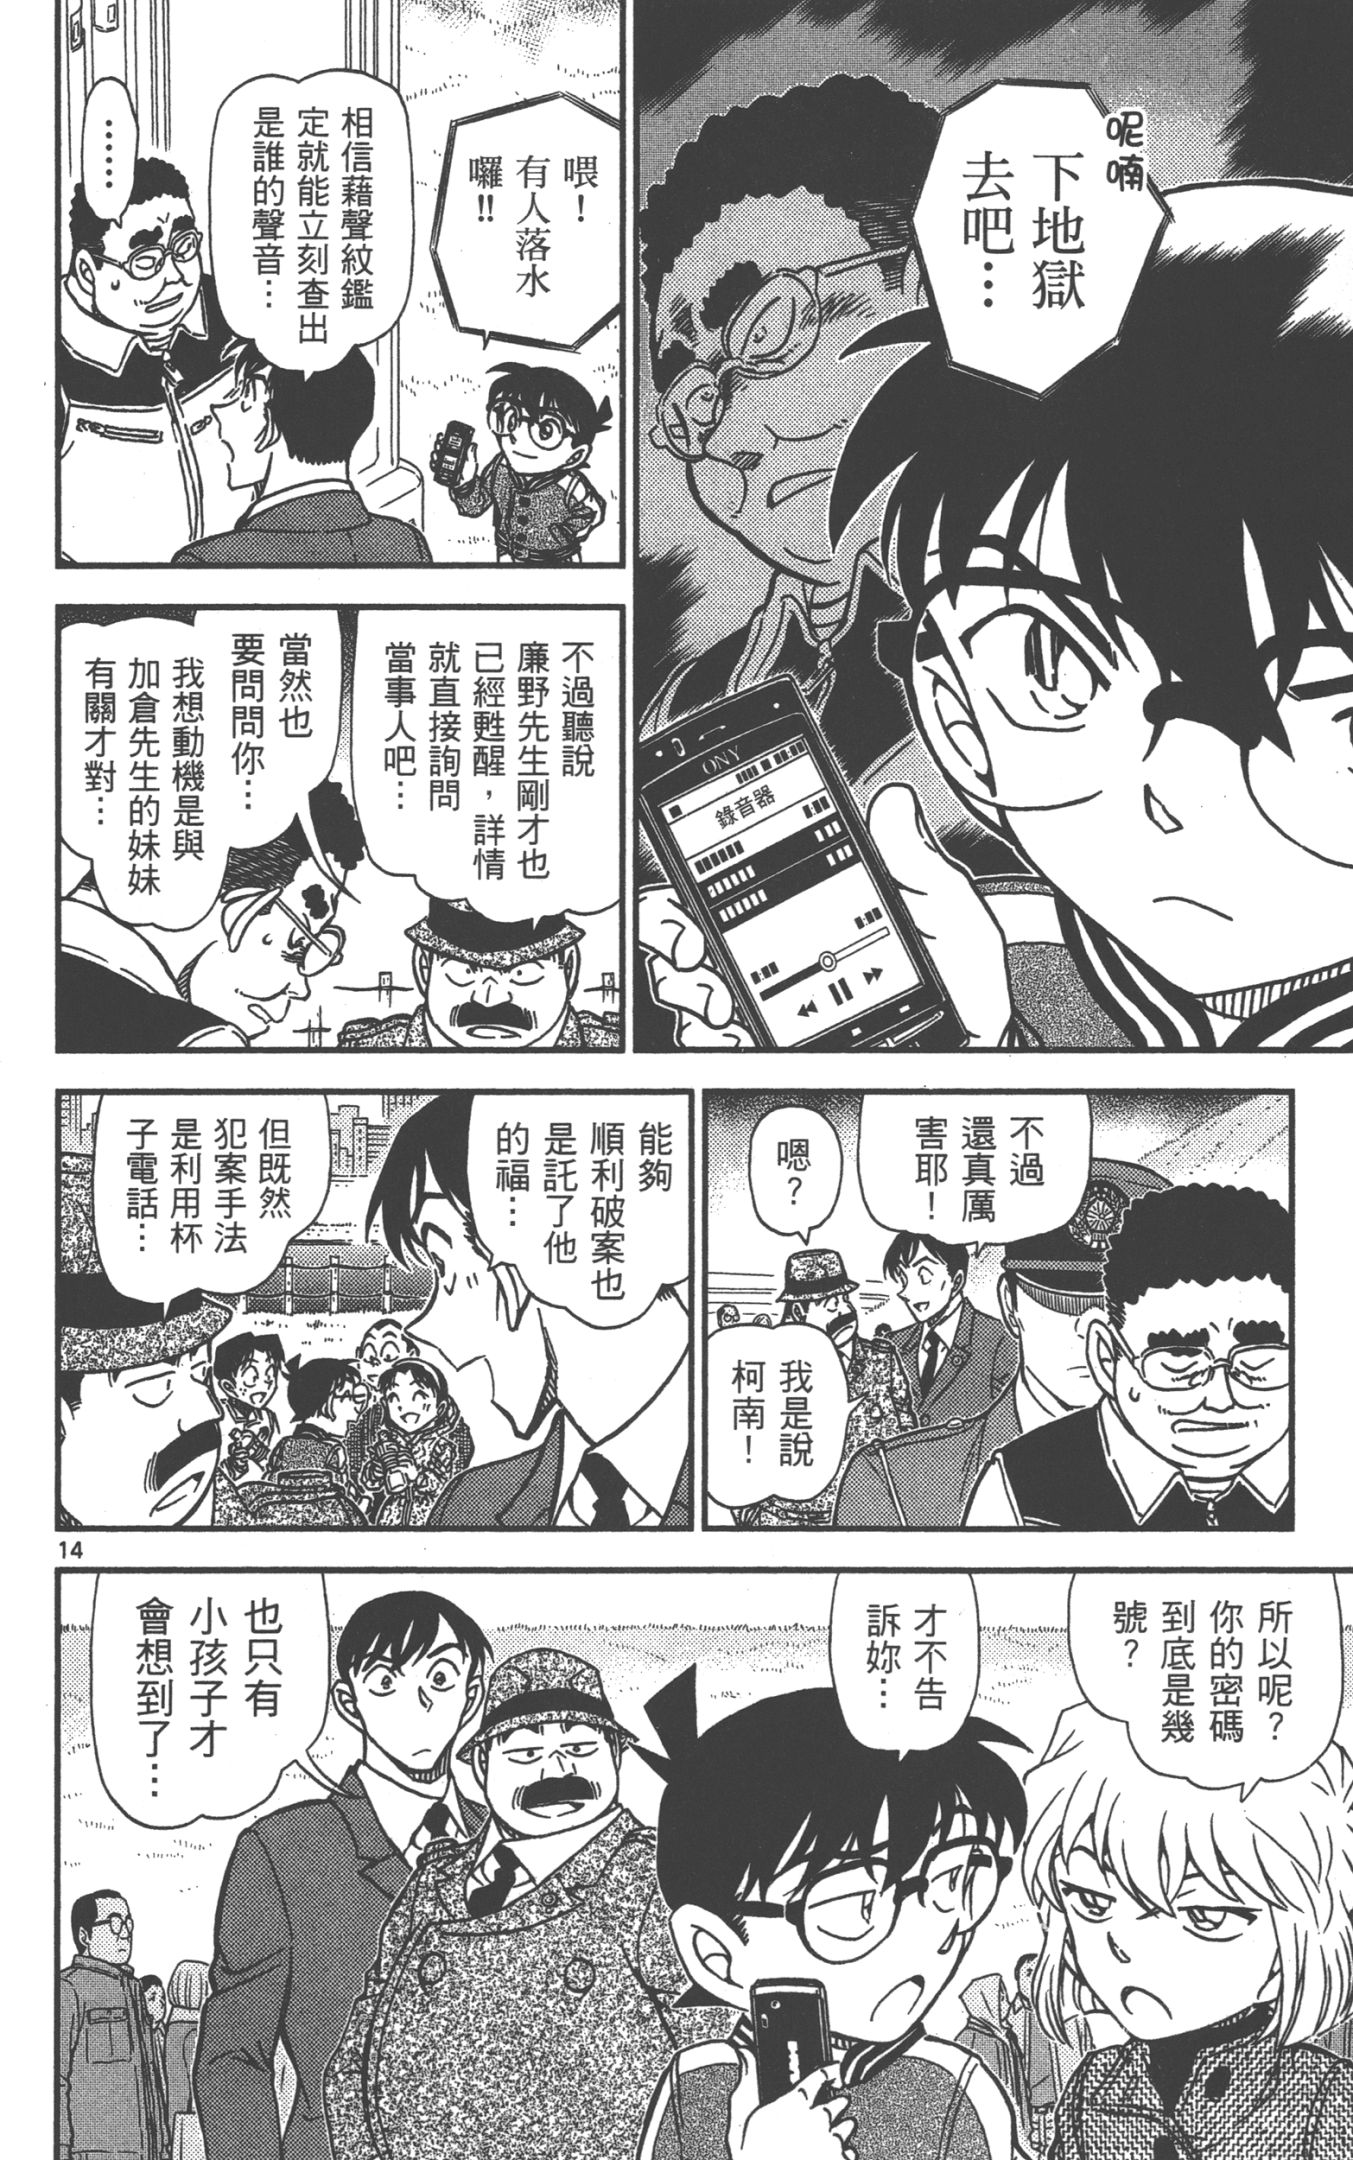 呢喃
下地獄
去吧…
ONY
錄音器
喂！
有人落水
囉!!
相信藉聲紋鑑
定就能立刻查出
是誰的聲音…
……
不過聽說
廉野先生剛才也
已經甦醒，詳情
就直接詢問
當事人吧…
當然也
要問問你…
我想動機是與
加倉先生的妹妹
有關才對…
不過
還真厲
害耶！
嗯？
我是說
柯南！
能夠
順利破案也
是託了他
的福…
但既然
犯案手法
是利用杯
子電話…
14
所以呢？
你的密碼
到底是幾
號？
才不告
訴妳…
也只有
小孩子才
會想到了…